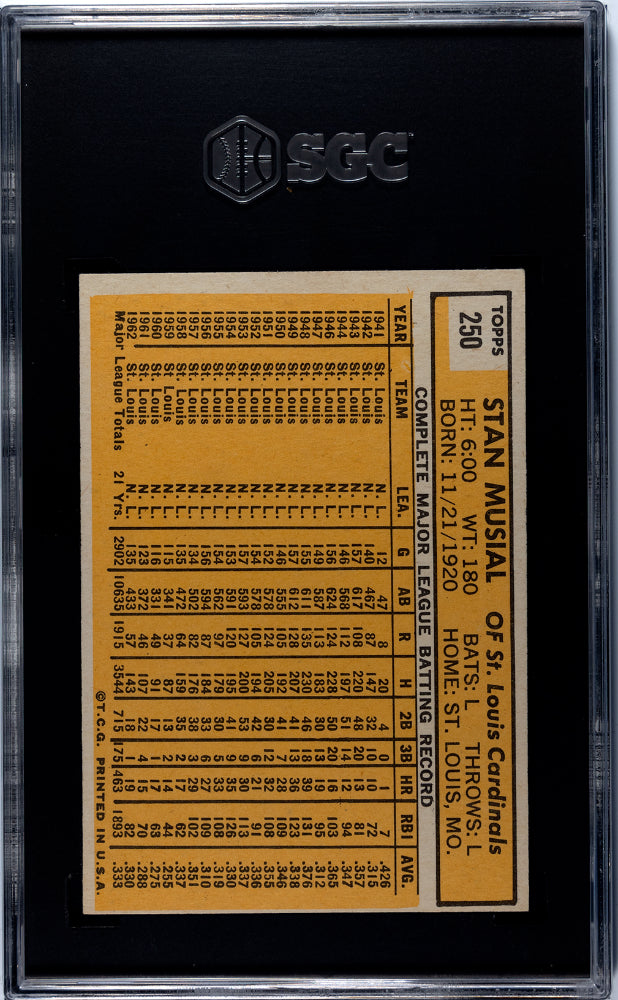 SGC
TOPPS
250
STAN MUSIAL OF St. Louis Cardinals
HT: 6:00 WT: 180 BATS: L THROWS: L
BORN: 11/21/1920 HOME: ST. LOUIS, MO.
COMPLETE MAJOR LEAGUE BATTING RECORD
YEAR TEAM LEA. G AB R H 2B 3B HR RBI AVG.
1941 St. Louis N. L. 12 47 8 20 4 0 1 7 .426
1942 St. Louis N. L. 140 467 87 147 32 10 10 72 .315
1943 St. Louis N. L. 157 617 108 220 48 20 13 81 .357
1944 St. Louis N. L. 146 568 112 197 51 14 12 94 .347
1946 St. Louis N. L. 156 624 124 228 50 20 16 103 .365
1947 St. Louis N. L. 149 587 113 183 30 13 19 95 .312
1948 St. Louis N. L. 155 611 135 230 46 18 39 131 .376
1949 St. Louis N. L. 157 612 128 207 41 13 36 123 .338
1950 St. Louis N. L. 146 555 105 192 41 7 28 109 .346
1951 St. Louis N. L. 152 578 124 205 30 12 32 108 .355
1952 St. Louis N. L. 154 578 105 194 42 6 21 91 .336
1953 St. Louis N. L. 157 593 127 200 53 9 30 113 .337
1954 St. Louis N. L. 153 591 120 195 41 9 35 126 .330
1955 St. Louis N. L. 154 562 97 179 30 5 33 108 .319
1956 St. Louis N. L. 156 594 87 184 33 6 27 109 .310
1957 St. Louis N. L. 134 502 82 176 38 3 29 102 .351
1958 St. Louis N. L. 135 472 64 159 35 2 17 62 .337
1959 St. Louis N. L. 115 341 37 87 13 2 14 44 .255
1960 St. Louis N. L. 116 331 49 91 17 1 17 63 .275
1961 St. Louis N. L. 123 372 46 107 22 4 15 70 .288
1962 St. Louis N. L. 135 433 57 143 18 1 19 82 .330
Major League Totals 21 Yrs. 2902 10635 1915 3544 715 175 463 1893 .333
©T.C.G. PRINTED IN U.S.A.